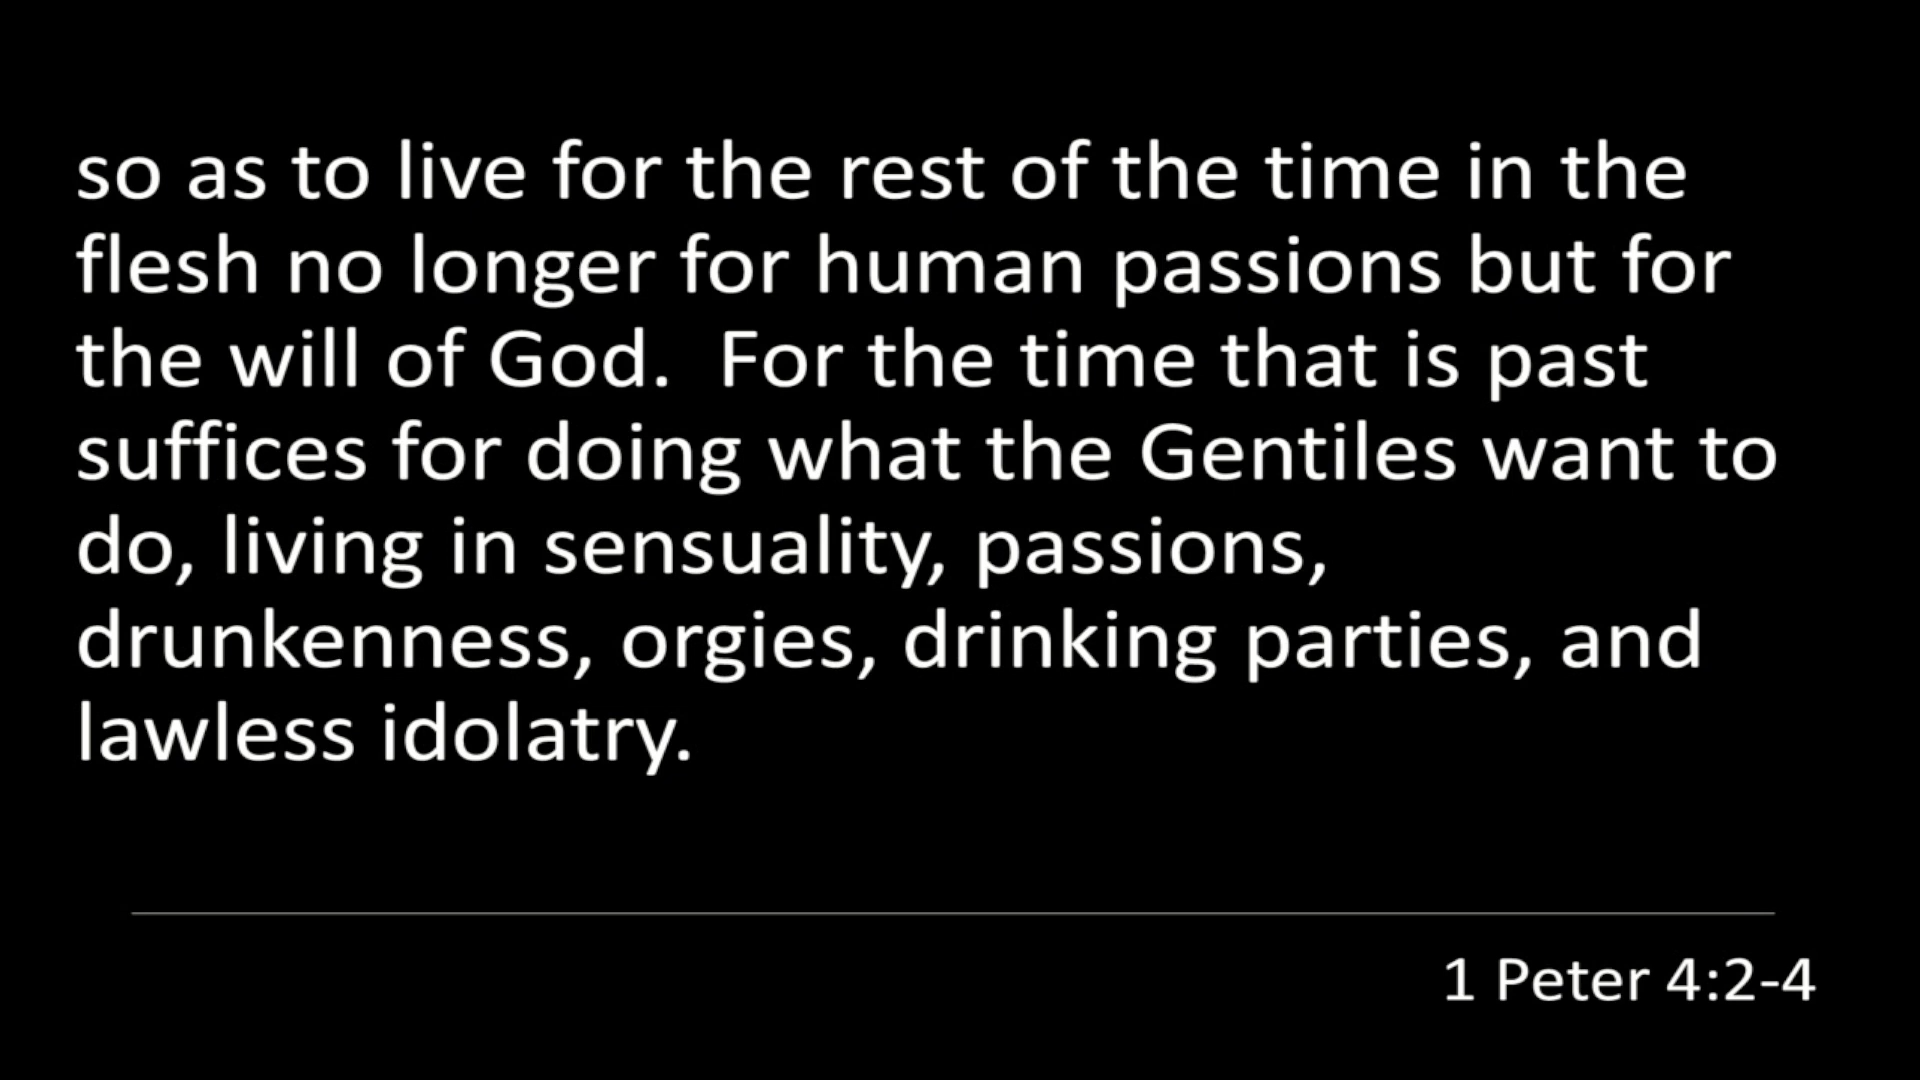 so as to live for the rest of the time in the
flesh no longer for human passions but for
the will of God.  For the time that is past
suffices for doing what the Gentiles want to
do, living in sensuality, passions,
drunkenness, orgies, drinking parties, and
lawless idolatry.
1 Peter 4:2-4